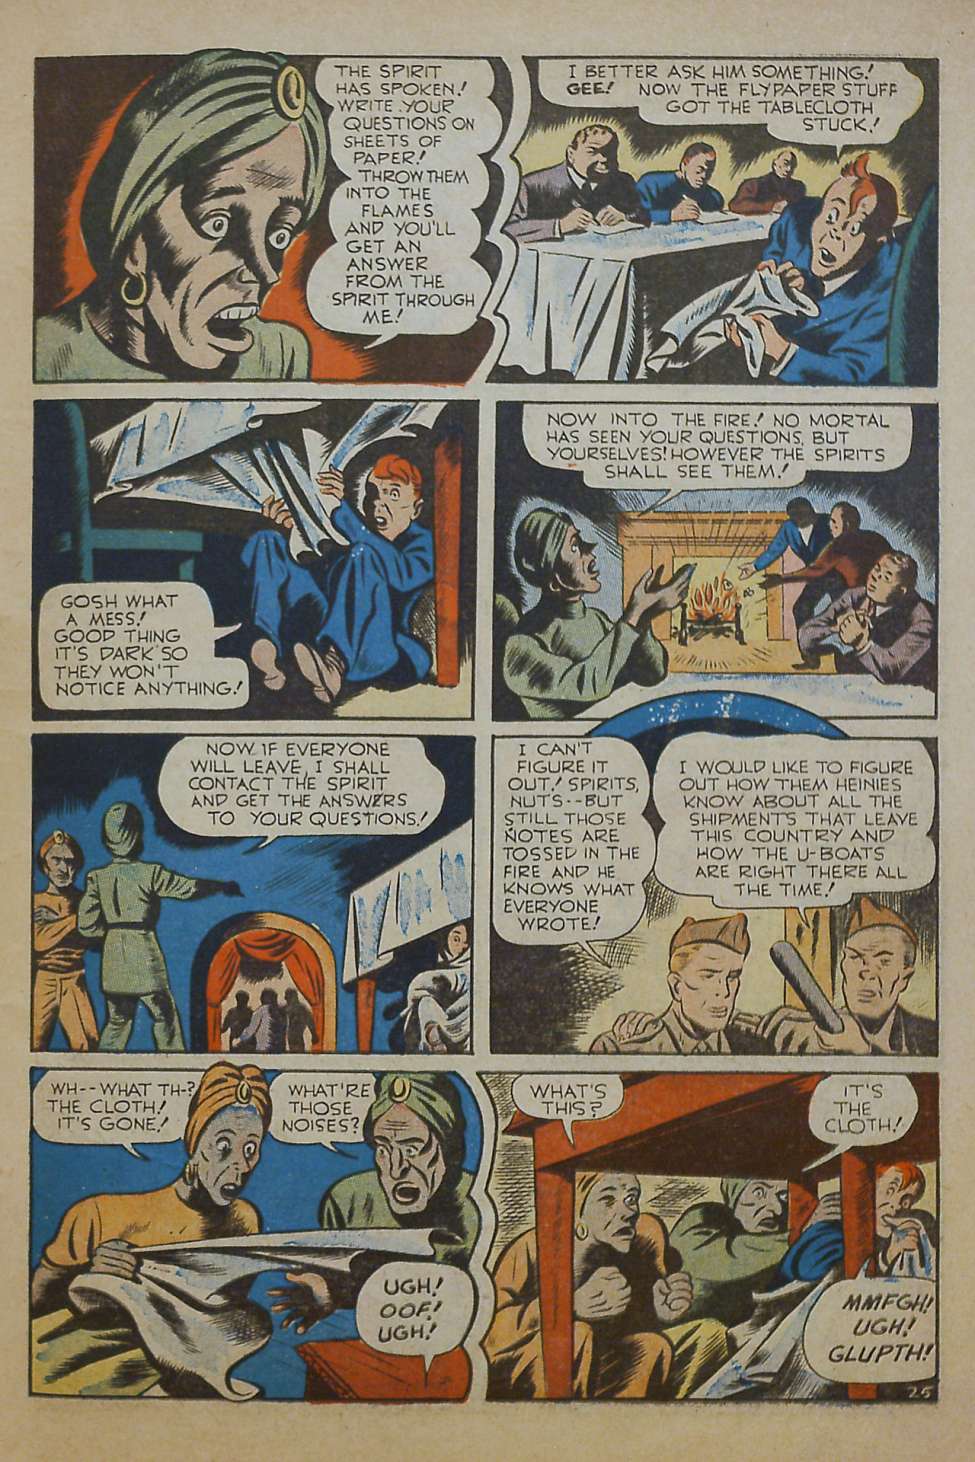 THE SPIRIT
HAS SPOKEN!
WRITE YOUR
QUESTIONS ON
SHEETS OF
PAPER!
THROW THEM
INTO THE
FLAMES
AND YOU'LL
GET AN
ANSWER
FROM THE
SPIRIT THROUGH
ME!
I BETTER ASK HIM SOMETHING!
GEE! NOW THE FLYPAPER STUFF
GOT THE TABLECLOTH
STUCK!
GOSH WHAT
A MESS!
GOOD THING
IT'S DARK SO
THEY WON'T
NOTICE ANYTHING!
NOW INTO THE FIRE! NO MORTAL
HAS SEEN YOUR QUESTIONS, BUT
YOURSELVES! HOWEVER THE SPIRITS
SHALL SEE THEM!
NOW IF EVERYONE
WILL LEAVE, I SHALL
CONTACT THE SPIRIT
AND GET THE ANSWERS
TO YOUR QUESTIONS!
I CAN'T
FIGURE IT
OUT! SPIRITS,
NUTS--BUT
STILL THOSE
NOTES ARE
TOSSED IN THE
FIRE AND HE
KNOWS WHAT
EVERYONE
WROTE!
I WOULD LIKE TO FIGURE
OUT HOW THEM HEINIES
KNOW ABOUT ALL THE
SHIPMENTS THAT LEAVE
THIS COUNTRY AND
HOW THE U-BOATS
ARE RIGHT THERE ALL
THE TIME!
WH--WHAT TH-?
THE CLOTH!
IT'S GONE!
WHAT'RE
THOSE
NOISES?
UGH!
OOF!
UGH!
WHAT'S
THIS?
IT'S
THE
CLOTH!
MMFGH!
UGH!
GLUPTH!
25